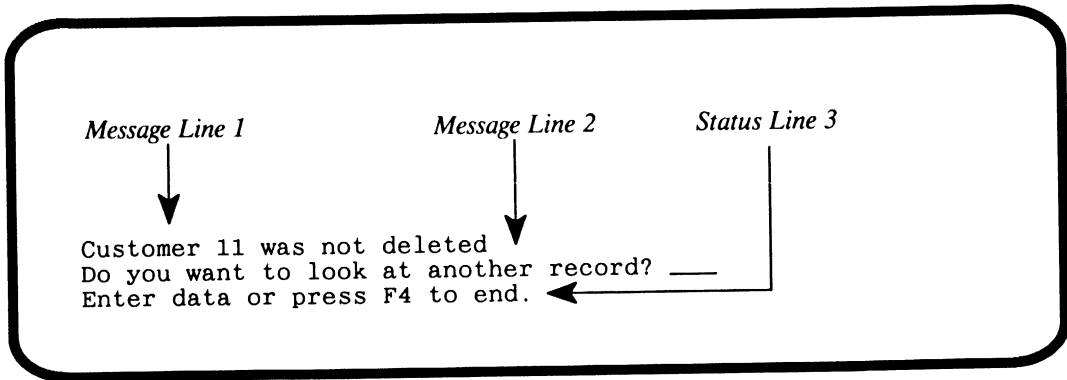 Message Line 1 Message Line 2 Status Line 3
Customer 11 was not deleted
Do you want to look at another record? ____
Enter data or press F4 to end.